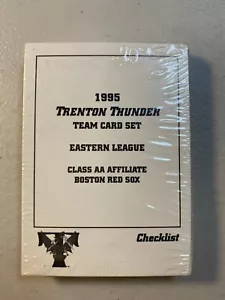 1995
TRENTON THUNDER
TEAM CARD SET
EASTERN LEAGUE
CLASS AA AFFILIATE
BOSTON RED SOX
Checklist